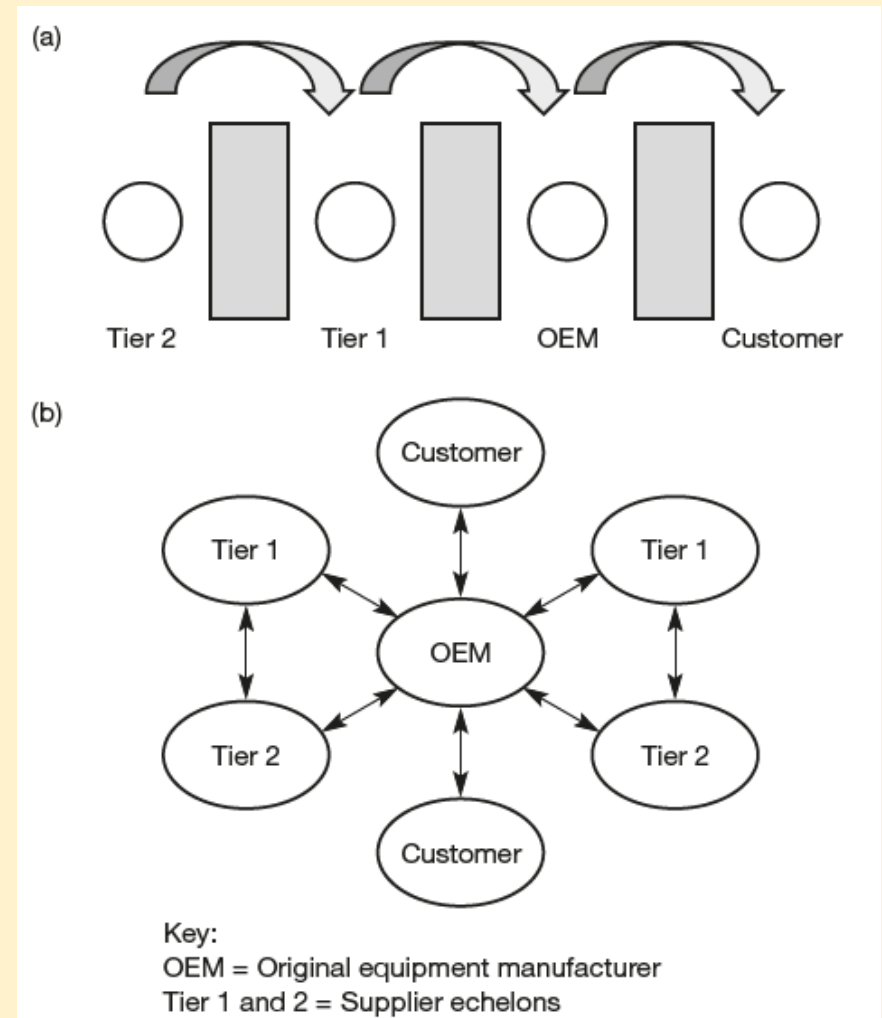 (a)
Tier 2 Tier 1 OEM Customer
(b)
Customer
Tier 1 Tier 1
OEM
Tier 2 Tier 2
Customer
Key:
OEM = Original equipment manufacturer
Tier 1 and 2 = Supplier echelons